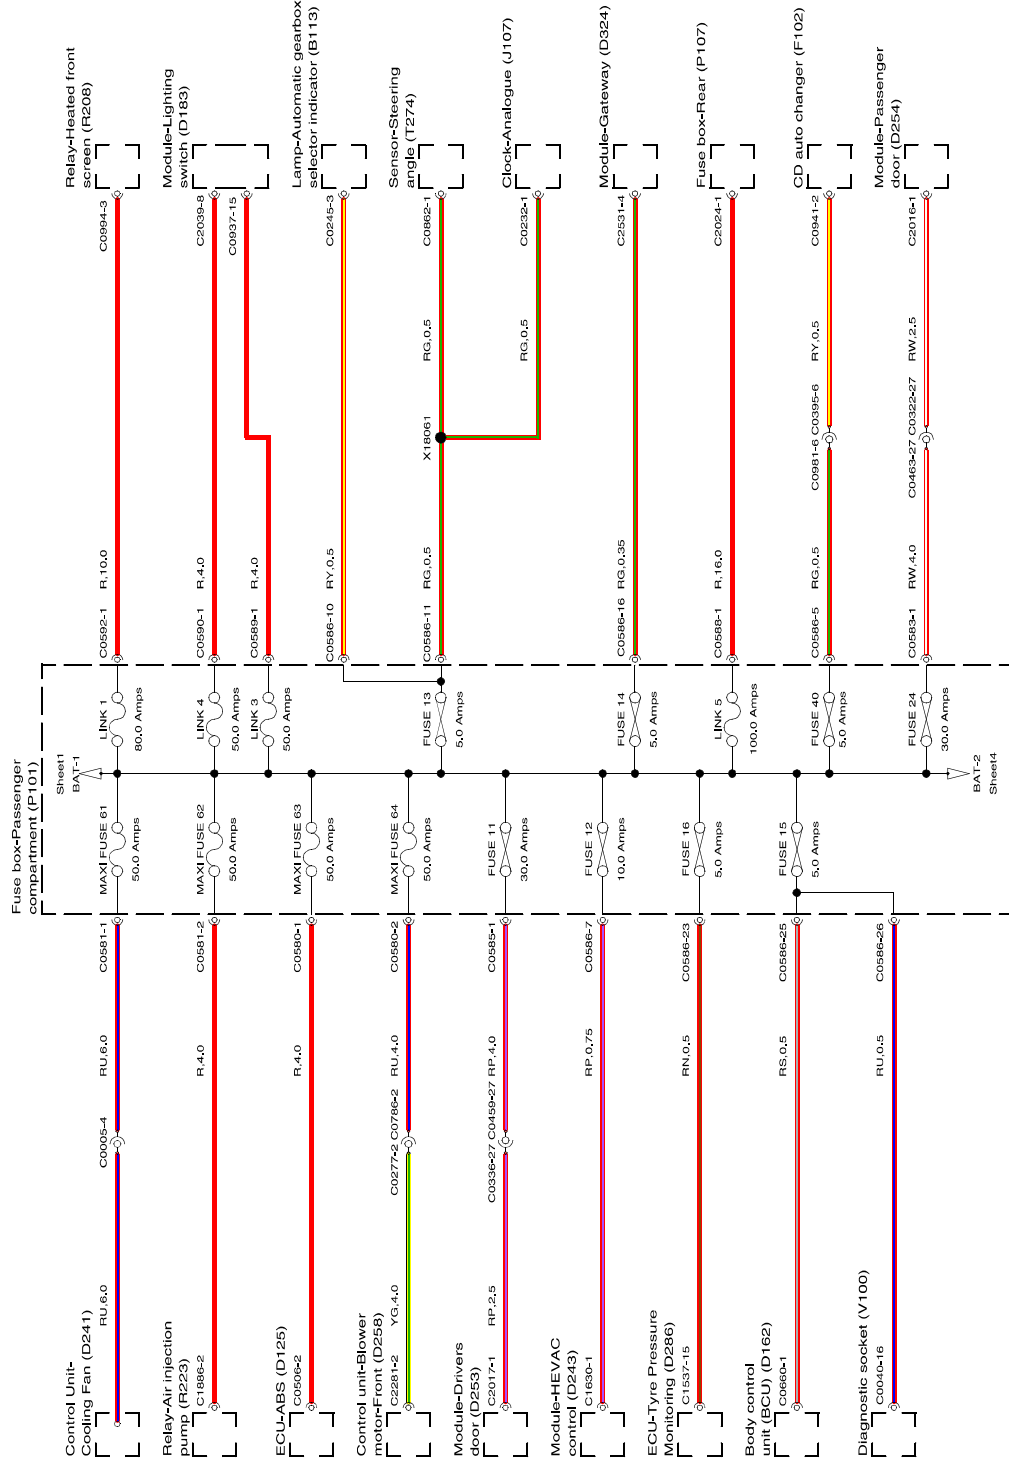 Fuse box-Passenger
compartment (P101)
Sheet1
BAT-1
BAT-2
Sheet4
Relay-Heated front
screen (R208)
C0994-3
R,10.0
C0592-1
LINK 1
80.0 Amps
Module-Lighting
switch (D183)
C2039-8
R,4.0
C0590-1
LINK 4
50.0 Amps
C0937-15
R,4.0
C0589-1
LINK 3
50.0 Amps
Lamp-Automatic gearbox
selector indicator (B113)
C0245-3
RY,0.5
C0586-10
Sensor-Steering
angle (T274)
C0862-1
RG,0.5
X18061
RG,0.5
C0586-11
FUSE 13
5.0 Amps
Clock-Analogue (J107)
C0232-1
RG,0.5
Module-Gateway (D324)
C2531-4
RG,0.35
C0586-16
FUSE 14
5.0 Amps
Fuse box-Rear (P107)
C2024-1
R,16.0
C0588-1
LINK 5
100.0 Amps
CD auto changer (F102)
C0941-2
RY,0.5
C0395-6
C0981-6
RG,0.5
C0586-5
FUSE 40
5.0 Amps
Module-Passenger
door (D254)
C2016-1
RW,2.5
C0322-27
C0463-27
RW,4.0
C0583-1
FUSE 24
30.0 Amps
MAXI FUSE 61
50.0 Amps
C0581-1
RU,6.0
C0005-4
RU,6.0
Control Unit-
Cooling Fan (D241)
MAXI FUSE 62
50.0 Amps
C0581-2
R,4.0
C1886-2
Relay-Air injection
pump (R223)
MAXI FUSE 63
50.0 Amps
C0580-1
R,4.0
C0506-2
ECU-ABS (D125)
MAXI FUSE 64
50.0 Amps
C0580-2
RU,4.0
C0786-2
C0277-2
YG,4.0
C2281-2
Control unit-Blower
motor-Front (D258)
FUSE 11
30.0 Amps
C0585-1
RP,4.0
C0459-27
C0336-27
RP,2.5
C2017-1
Module-Drivers
door (D253)
FUSE 12
10.0 Amps
C0586-7
RP,0.75
C1630-1
Module-HEVAC
control (D243)
FUSE 16
5.0 Amps
C0586-23
RN,0.5
C1537-15
ECU-Tyre Pressure
Monitoring (D286)
FUSE 15
5.0 Amps
C0586-25
RS,0.5
C0660-1
Body control
unit (BCU) (D162)
C0586-26
RU,0.5
C0040-16
Diagnostic socket (V100)